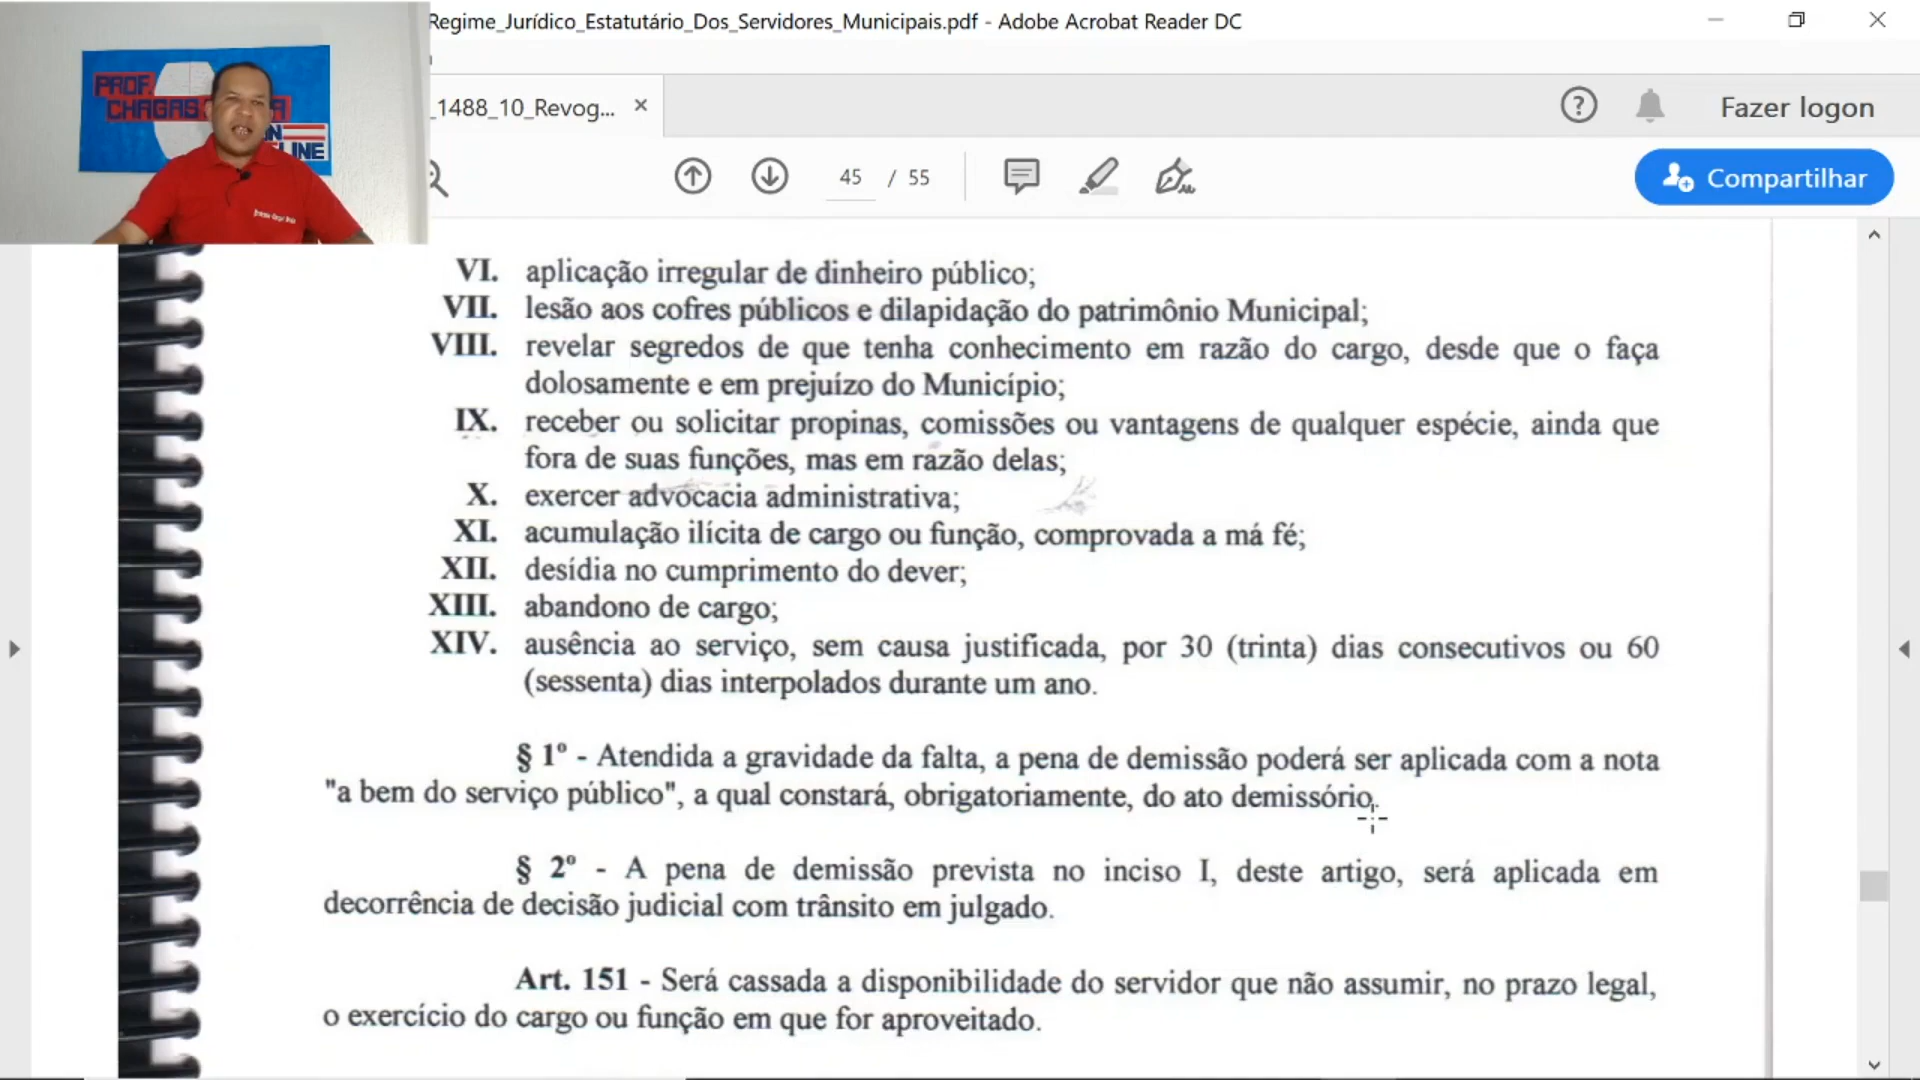 Regime_Jurídico_Estatutário_Dos_Servidores_Municipais.pdf - Adobe Acrobat Reader DC
_1488_10_Revog... ×
Fazer logon
45 / 55
Compartilhar
PROF.
CHAGAS
ON
LINE
VI. aplicação irregular de dinheiro público;
VII. lesão aos cofres públicos e dilapidação do patrimônio Municipal;
VIII. revelar segredos de que tenha conhecimento em razão do cargo, desde que o faça
dolosamente e em prejuízo do Município;
IX. receber ou solicitar propinas, comissões ou vantagens de qualquer espécie, ainda que
fora de suas funções, mas em razão delas;
X. exercer advocacia administrativa;
XI. acumulação ilícita de cargo ou função, comprovada a má fé;
XII. desídia no cumprimento do dever;
XIII. abandono de cargo;
XIV. ausência ao serviço, sem causa justificada, por 30 (trinta) dias consecutivos ou 60
(sessenta) dias interpolados durante um ano.
§ 1º - Atendida a gravidade da falta, a pena de demissão poderá ser aplicada com a nota
"a bem do serviço público", a qual constará, obrigatoriamente, do ato demissório.
§ 2º - A pena de demissão prevista no inciso I, deste artigo, será aplicada em
decorrência de decisão judicial com trânsito em julgado.
Art. 151 - Será cassada a disponibilidade do servidor que não assumir, no prazo legal,
o exercício do cargo ou função em que for aproveitado.